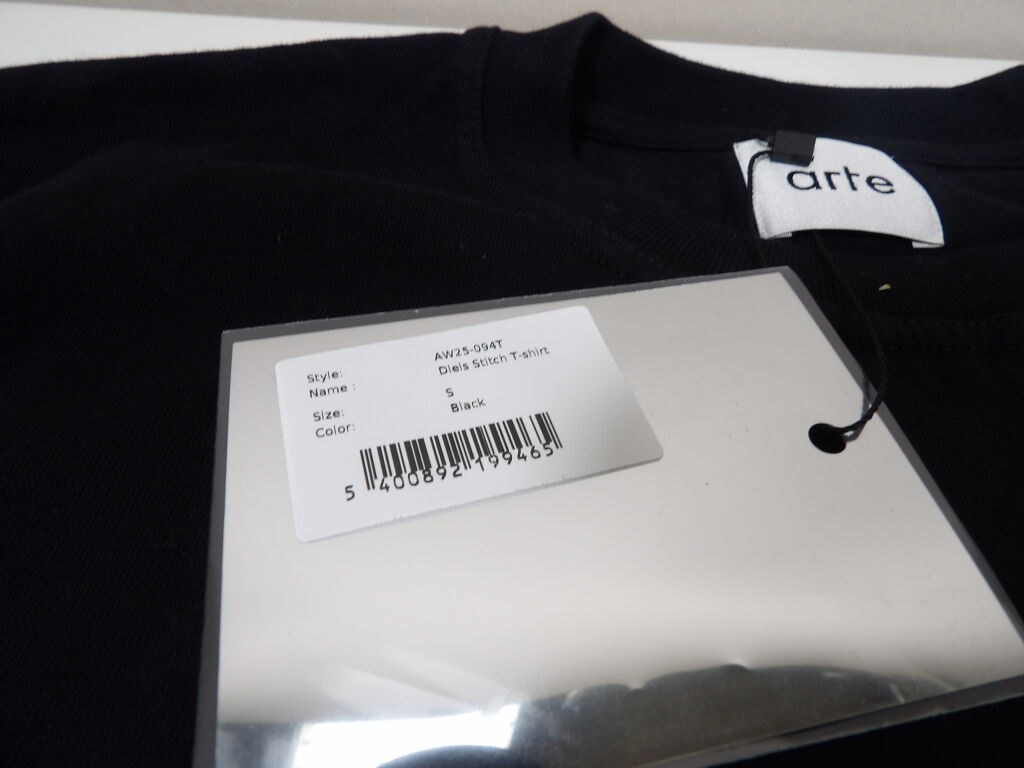 arte
Style: AW25-094T
Name : Diels Stitch T-shirt
Size: S
Color: Black
5 400892 199465